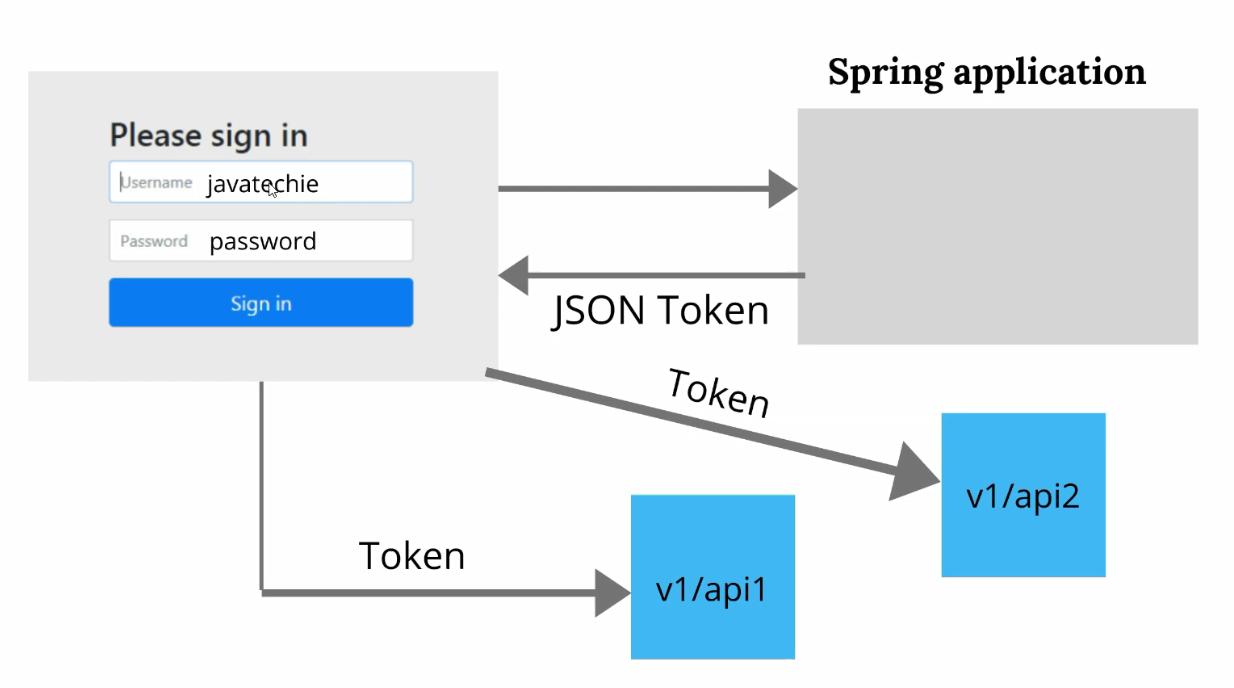 Spring application
Please sign in
Username javatechie
Password password
Sign in
JSON Token
Token
v1/api2
Token
v1/api1